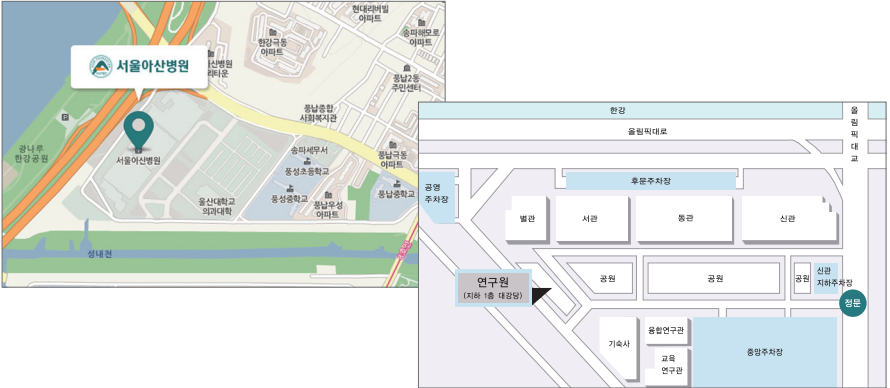 현대리버빌
아파트
송파해모로
아파트
한강극동
아파트
서울아산병원
산병원
리타운
풍납2동
주민센터
P
풍납종합
사회복지관
광나루
한강공원
서울아산병원
송파세무서
풍성초등학교
풍납극동
아파트
울산대학교
의과대학
풍성중학교
풍납우성
아파트
풍납중학교
성내천
한강
올림픽대로
올림픽대교
공영
주차장
후문주차장
별관
서관
동관
신관
연구원
(지하 1층 대강당)
공원
공원
공원
신관
지하주차장
정문
기숙사
융합연구관
교육
연구관
중앙주차장